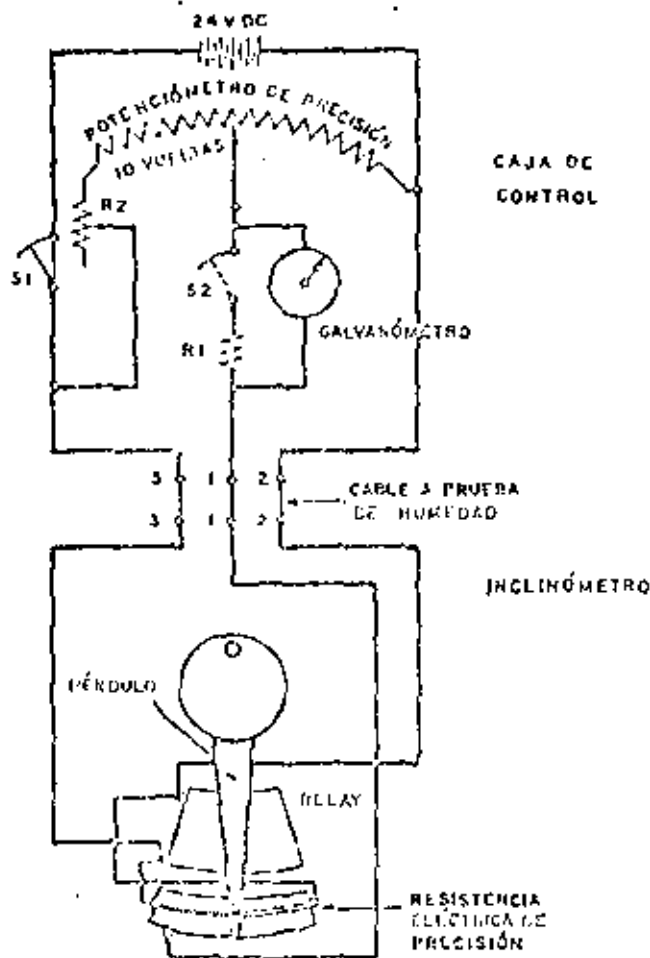 24 V DC
POTENCIÓMETRO DE PRECISIÓN
10 VUELTAS
CAJA DE
CONTROL
R2
S1
S2
GALVANÓMETRO
R1
3 1 2
CABLE A PRUEBA
DE HUMEDAD
3 1 2
INCLINÓMETRO
PÉNDULO
RELAY
RESISTENCIA
ELÉCTRICA DE
PRECISIÓN